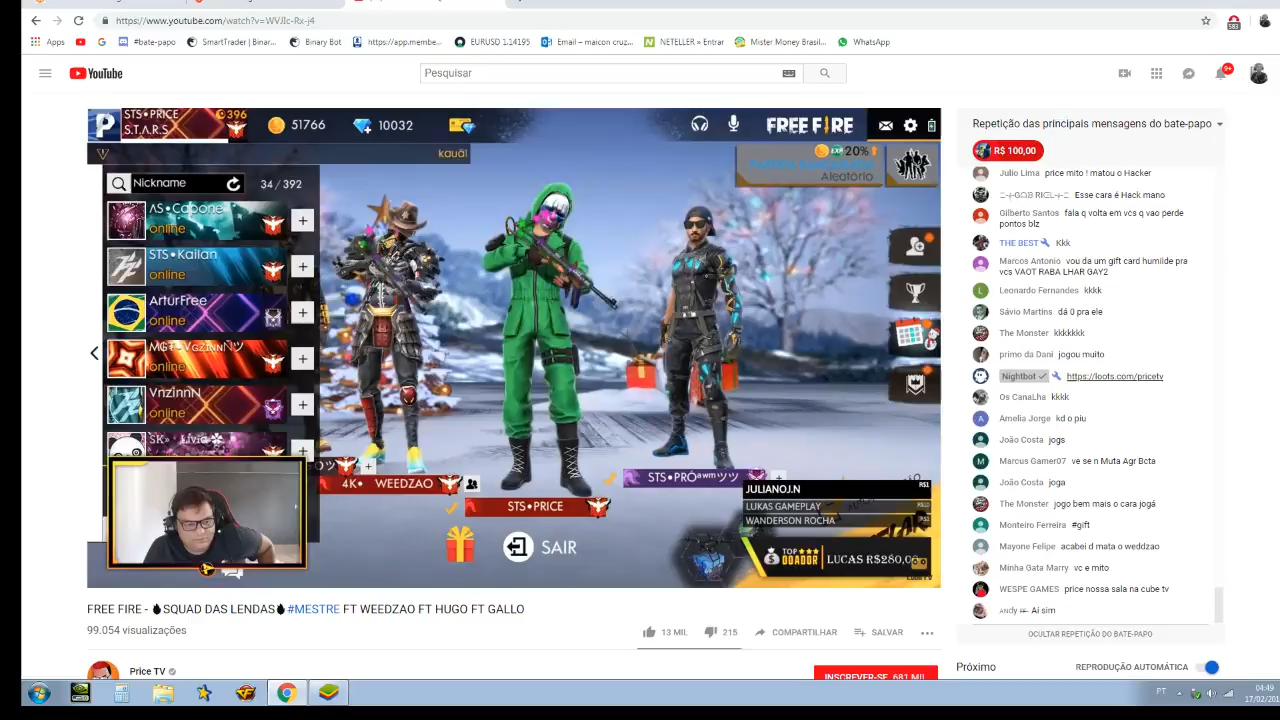 https://www.youtube.com/watch?v=WVJIc-Rx-j4
Apps
#bate-papo
SmartTrader | Binar...
Binary Bot
https://app.membe...
EURUSD 1.14195
Email – maicon cruz...
NETELLER » Entrar
Mister Money Brasil...
WhatsApp
YouTube
Pesquisar
9+
STS•PRICE
S.T.A.R.S
396
51766
10032
FREE FIRE
kauãl
EXP 20%
Aleatório
Nickname
34 / 392
ΛS•Capone
online
STS•Kailan
online
ArturFree
online
online
VnzinnN
online
4K• WEEDZAO
STS•PRICE
SAIR
JULIANOJ.N
LUKAS GAMEPLAY
WANDERSON ROCHA
TOP
DOADOR
LUCAS R$280,00
FREE FIRE - SQUAD DAS LENDAS #MESTRE FT WEEDZAO FT HUGO FT GALLO
99.054 visualizações
13 MIL
215
COMPARTILHAR
SALVAR
Price TV
INSCREVER-SE 681 MIL
Repetição das principais mensagens do bate-papo
R$ 100,00
Julio Lima price mito ! matou o Hacker
Esse cara é Hack mano
Gilberto Santos fala q volta em vcs q vao perde
pontos blz
THE BEST Kkk
Marcos Antonio vou da um gift card humilde pra
vcs VAOT RABA LHAR GAY2
Leonardo Fernandes kkkk
Sávio Martins dá 0 pra ele
The Monster kkkkkkk
primo da Dani jogou muito
Nightbot https://loots.com/pricetv
Os CanaLha kkkk
Amelia Jorge kd o piu
João Costa jogs
Marcus Gamer07 ve se n Muta Agr Bcta
João Costa joga
The Monster jogo bem mais o cara jogá
Monteiro Ferreira #gift
Mayone Felipe acabei d mata o weddzao
Minha Gata Marry vc e mito
WESPE GAMES price nossa sala na cube tv
Ai sim
OCULTAR REPETIÇÃO DO BATE-PAPO
Próximo
REPRODUÇÃO AUTOMÁTICA
PT
04:49